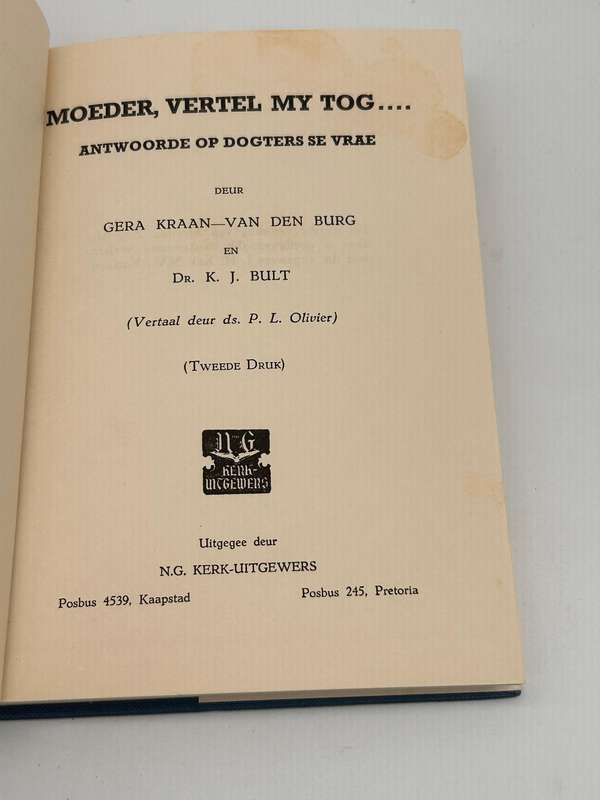 MOEDER, VERTEL MY TOG....
ANTWOORDE OP DOGTERS SE VRAE
DEUR
GERA KRAAN—VAN DEN BURG
EN
DR. K. J. BULT
(Vertaal deur ds. P. L. Olivier)
(TWEEDE DRUK)
N G
KERK-
UITGEWERS
Uitgegee deur
N.G. KERK-UITGEWERS
Posbus 4539, Kaapstad Posbus 245, Pretoria